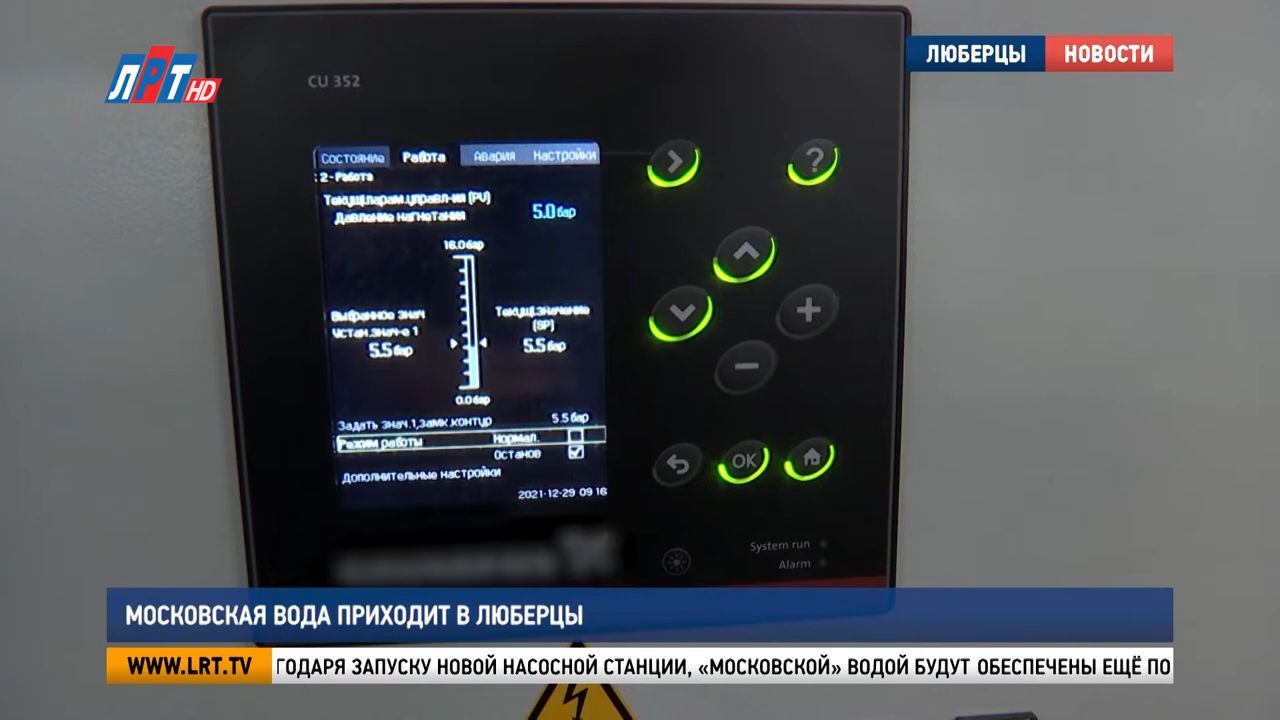 ЛРТ HD
ЛЮБЕРЦЫ НОВОСТИ
CU 352
Состояние Работа Авария Настройки
2 - Работа
Текущ.парам.управл-ия (PV)
Давление нагнетания 5.0 бар
16.0 бар
Выбранное знач
Устан.знач-е 1
5.5 бар
Текущ.значение
(SP)
5.5 бар
0.0 бар
Задать знач.1,замк.контур 5.5 бар
Режим работы Нормал.
Останов
Дополнительные настройки
2021-12-29 09 16
?
OK
System run
Alarm
МОСКОВСКАЯ ВОДА ПРИХОДИТ В ЛЮБЕРЦЫ
WWW.LRT.TV ГОДАРЯ ЗАПУСКУ НОВОЙ НАСОСНОЙ СТАНЦИИ, «МОСКОВСКОЙ» ВОДОЙ БУДУТ ОБЕСПЕЧЕНЫ ЕЩЁ ПО